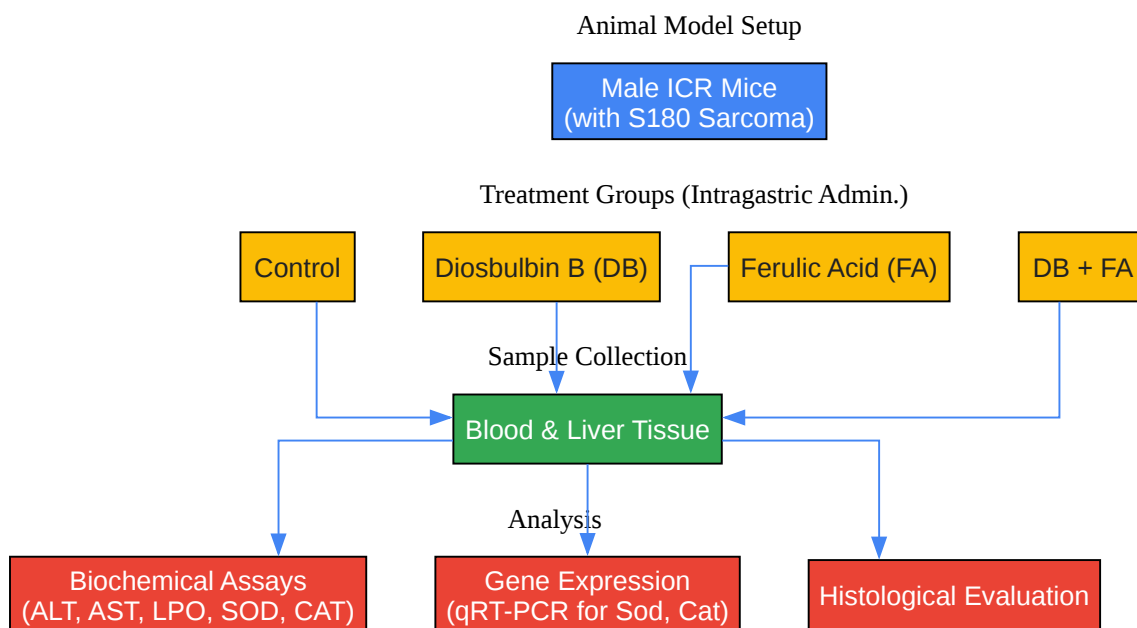 Animal Model Setup
Male ICR Mice
(with S180 Sarcoma)
Treatment Groups (Intragastric Admin.)
Control
Diosbulbin B (DB)
Ferulic Acid (FA)
DB + FA
Sample Collection
Blood & Liver Tissue
Analysis
Biochemical Assays
(ALT, AST, LPO, SOD, CAT)
Gene Expression
(qRT-PCR for Sod, Cat)
Histological Evaluation